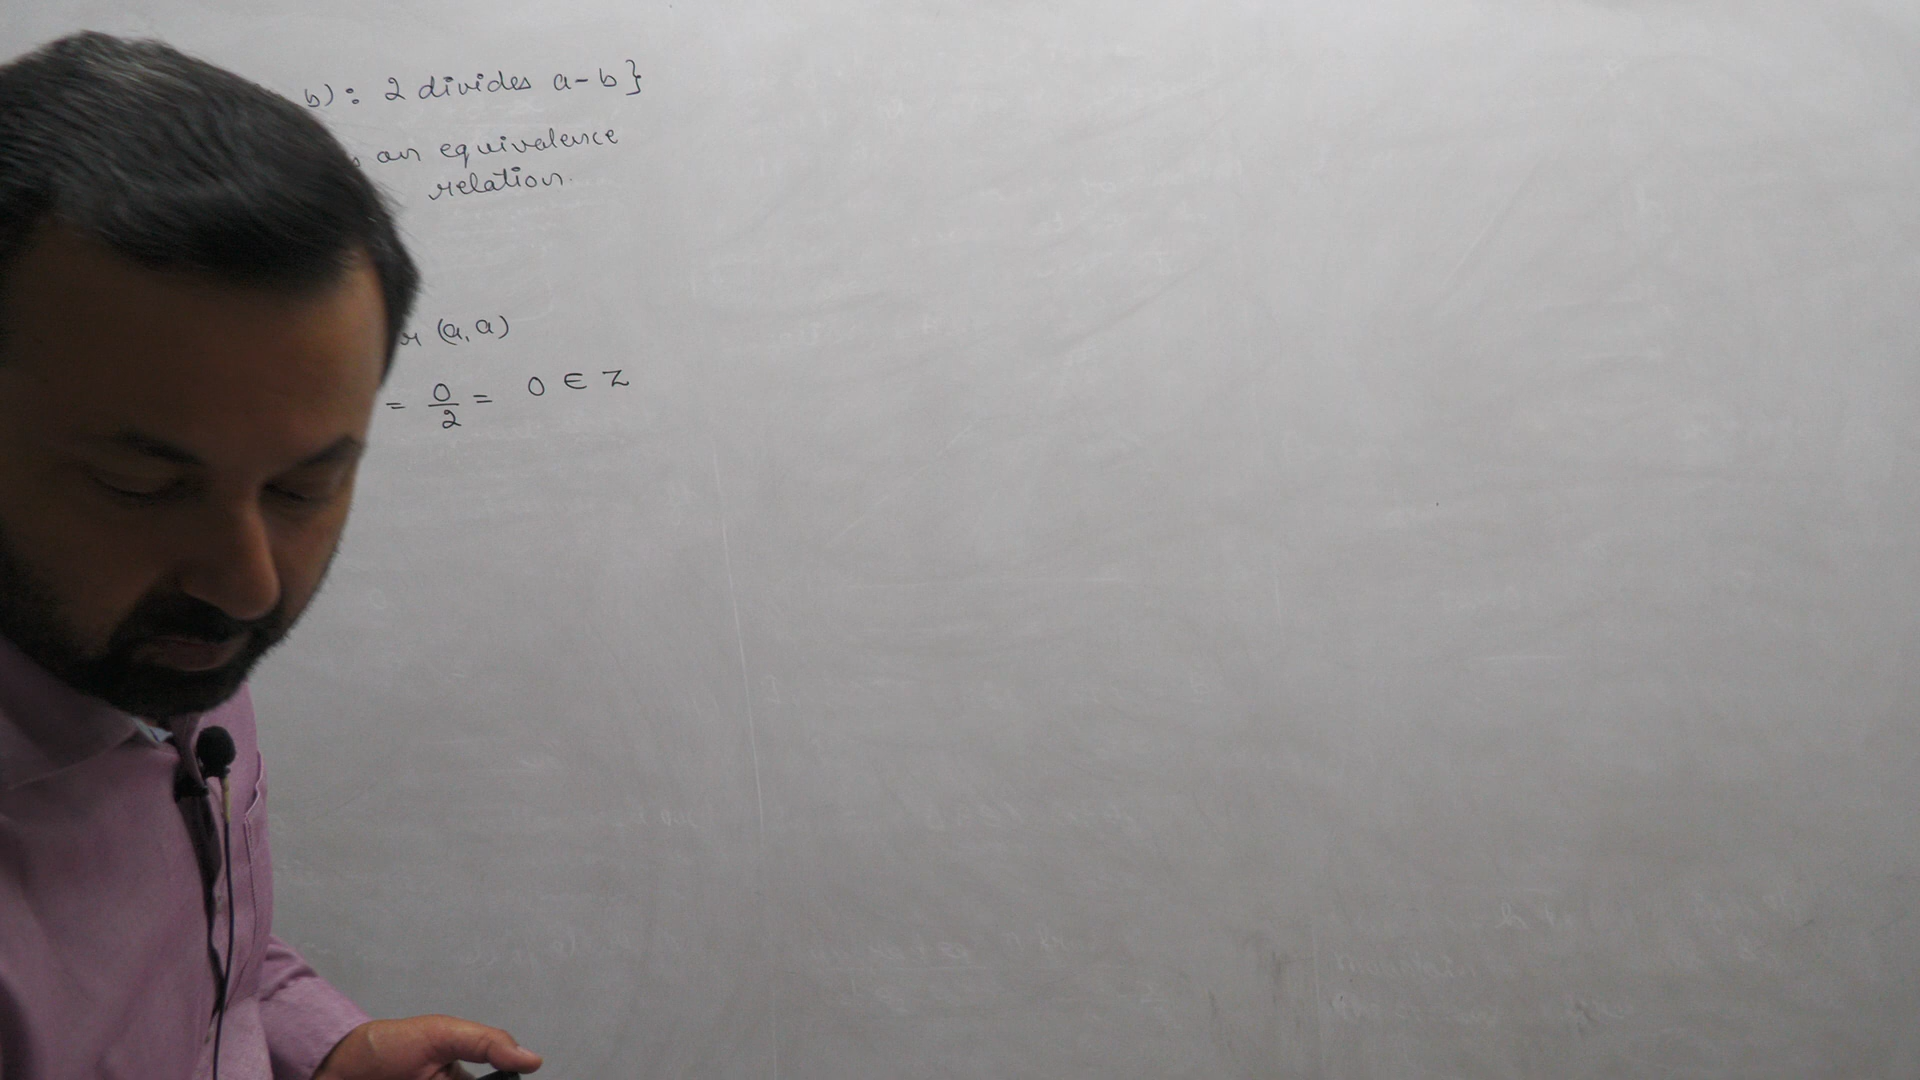 b) : 2 divides a - b }
an equivalence
relation.
(a, a)
= 0/2 = 0 ∈ Z